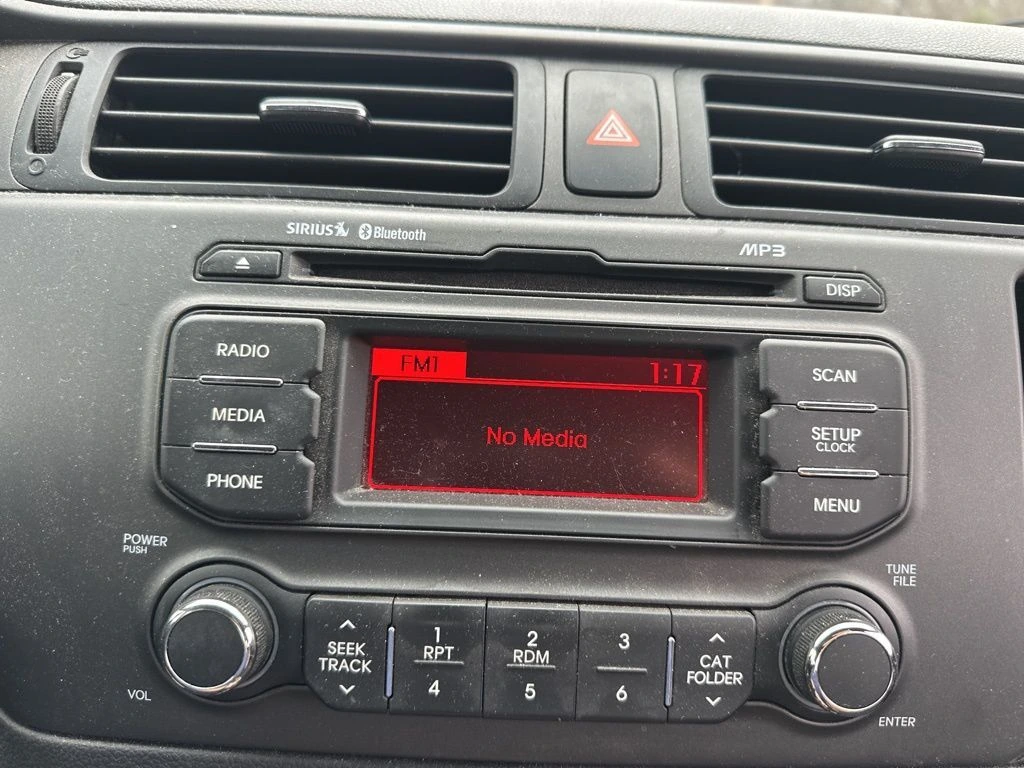 SIRIUS Bluetooth
MP3
DISP
RADIO
MEDIA
PHONE
FM1 1:17
No Media
SCAN
SETUP
CLOCK
MENU
POWER
PUSH
VOL
SEEK
TRACK
1
RPT
4
2
RDM
5
3
6
CAT
FOLDER
TUNE
FILE
ENTER